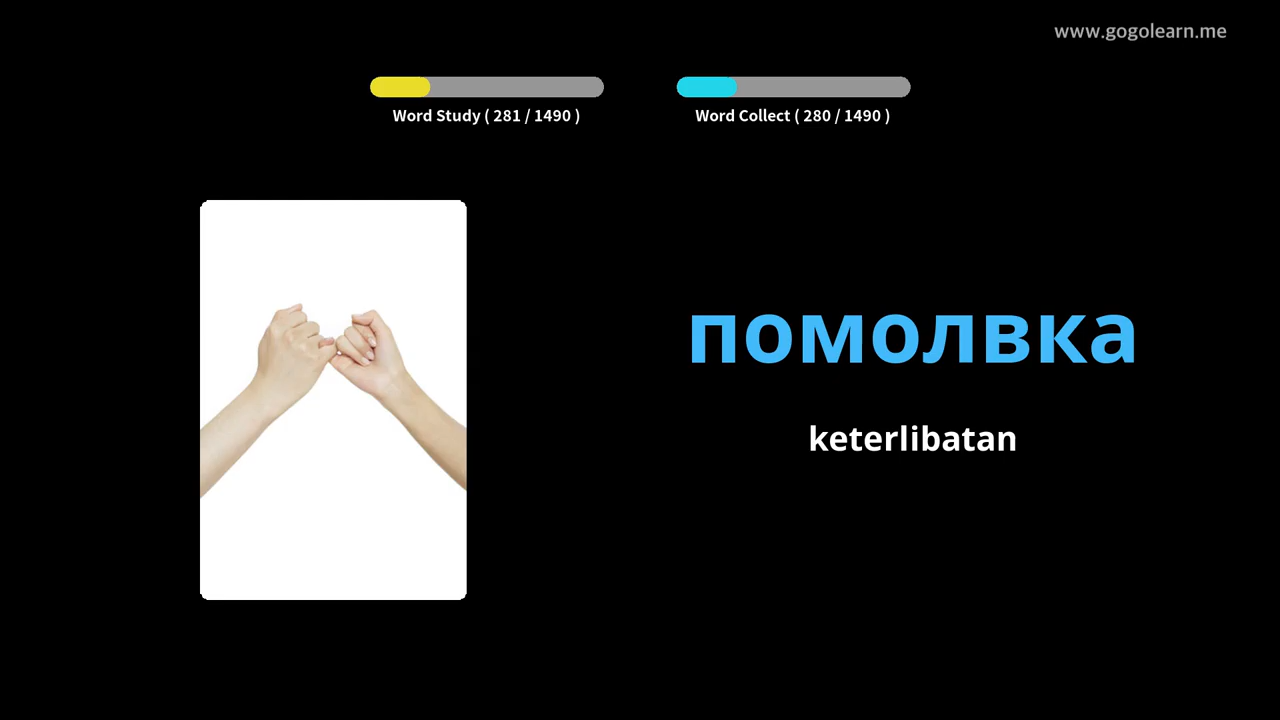 www.gogolearn.me
Word Study ( 281 / 1490 )
Word Collect ( 280 / 1490 )
помолвка
keterlibatan